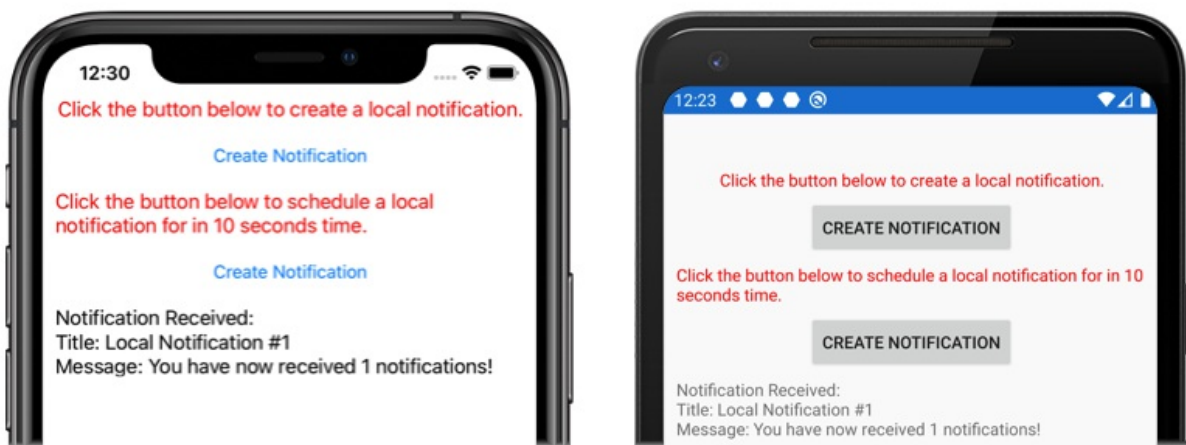 12:30
Click the button below to create a local notification.
Create Notification
Click the button below to schedule a local
notification for in 10 seconds time.
Create Notification
Notification Received:
Title: Local Notification #1
Message: You have now received 1 notifications!
12:23
Click the button below to create a local notification.
CREATE NOTIFICATION
Click the button below to schedule a local notification for in 10
seconds time.
CREATE NOTIFICATION
Notification Received:
Title: Local Notification #1
Message: You have now received 1 notifications!